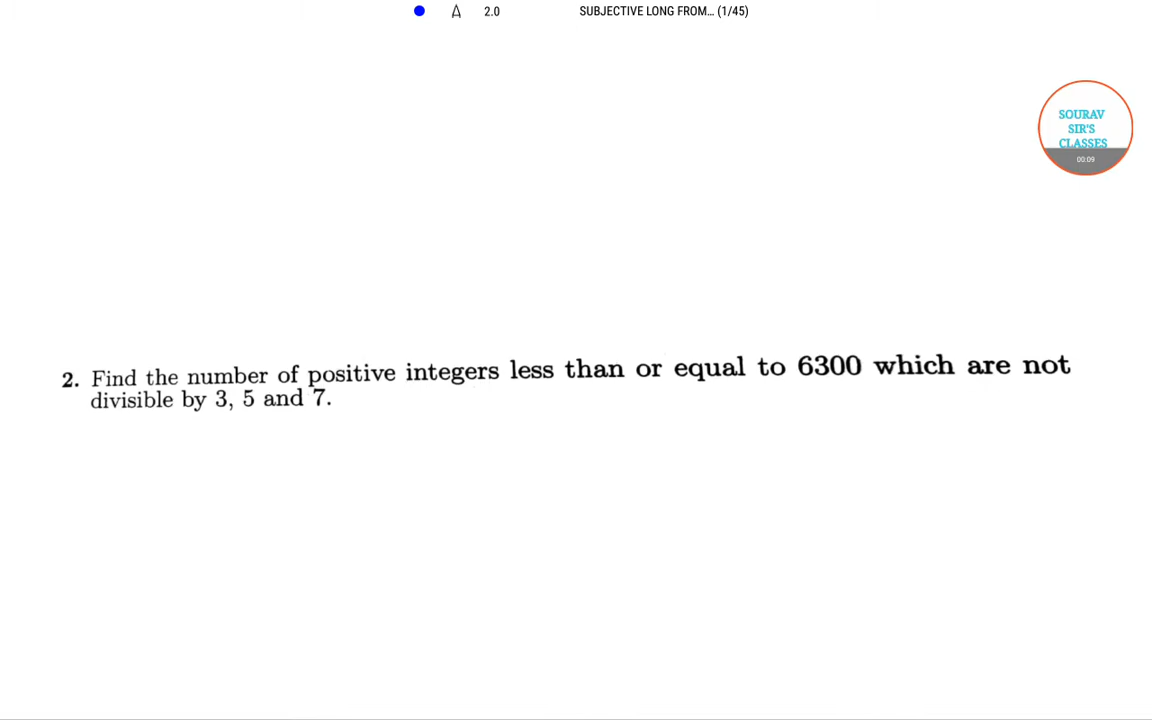 2.0 SUBJECTIVE LONG FROM... (1/45)
SOURAV
SIR'S
CLASSES
00:09
2. Find the number of positive integers less than or equal to 6300 which are not
divisible by 3, 5 and 7.